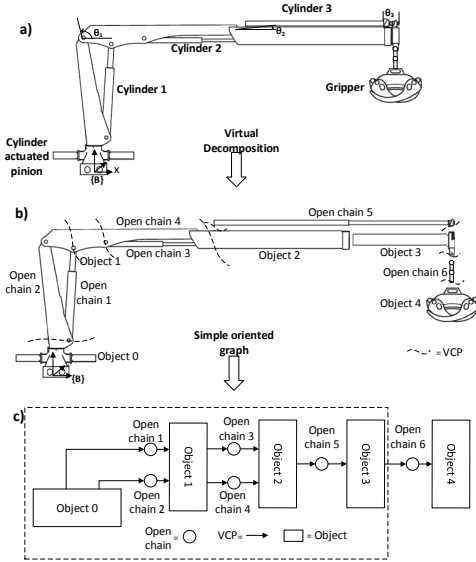 a)
θ₁
Cylinder 3
θ₃
θ₂
Cylinder 2
Cylinder 1
Gripper
Cylinder
actuated
pinion
X
{B}
Virtual
Decomposition
b)
Open chain 4
Open chain 5
Object 1
Open chain 3
Object 2
Object 3
Open
chain 2
Open
chain 1
Open
chain 6
Object 4
Object 0
{B}
Simple oriented
graph
= VCP
c)
Open
chain 1
Open
chain 3
Open
chain 5
Open
chain 6
Object 1
Object 2
Object 3
Object 4
Object 0
Open
chain 2
Open
chain 4
Open
chain =
VCP=
= Object